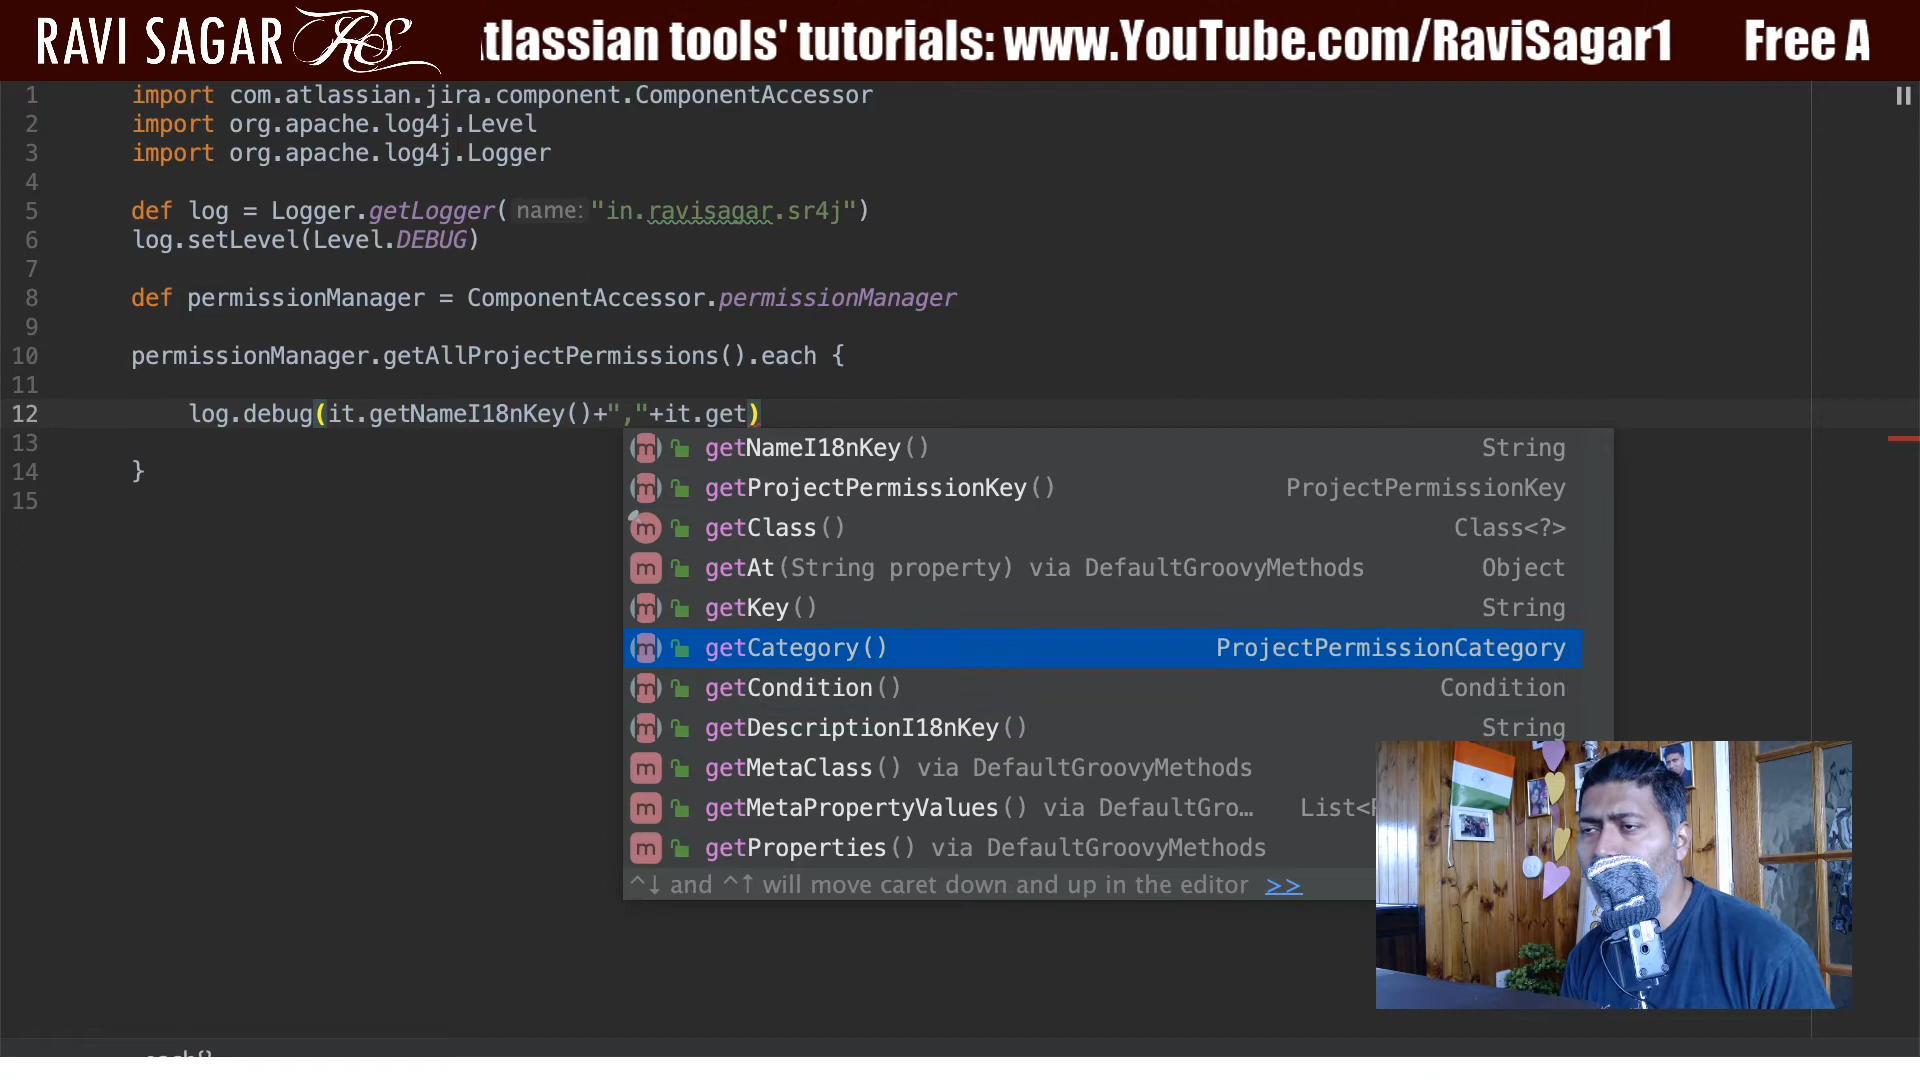 RAVI SAGAR RS tlassian tools' tutorials: www.YouTube.com/RaviSagar1 Free A
1 import com.atlassian.jira.component.ComponentAccessor
2 import org.apache.log4j.Level
3 import org.apache.log4j.Logger
4
5 def log = Logger.getLogger( name: "in.ravisagar.sr4j")
6 log.setLevel(Level.DEBUG)
7
8 def permissionManager = ComponentAccessor.permissionManager
9
10 permissionManager.getAllProjectPermissions().each {
11
12 log.debug(it.getNameI18nKey()+","+it.get)
13
14 }
15
m getNameI18nKey() String
m getProjectPermissionKey() ProjectPermissionKey
m getClass() Class<?>
m getAt(String property) via DefaultGroovyMethods Object
m getKey() String
m getCategory() ProjectPermissionCategory
m getCondition() Condition
m getDescriptionI18nKey() String
m getMetaClass() via DefaultGroovyMethods
m getMetaPropertyValues() via DefaultGro… List<
m getProperties() via DefaultGroovyMethods
^↓ and ^↑ will move caret down and up in the editor >>